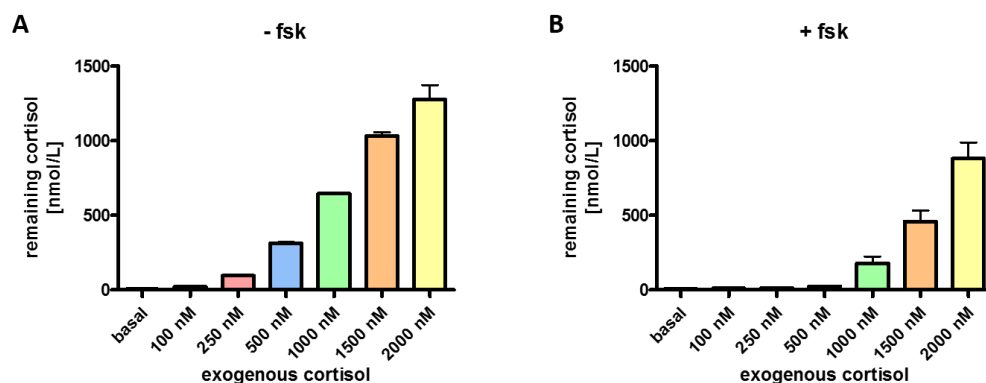 A
- fsk
remaining cortisol
[nmol/L]
1500
1000
500
0
basal
100 nM
250 nM
500 nM
1000 nM
1500 nM
2000 nM
exogenous cortisol
B
+ fsk
remaining cortisol
[nmol/L]
1500
1000
500
0
basal
100 nM
250 nM
500 nM
1000 nM
1500 nM
2000 nM
exogenous cortisol